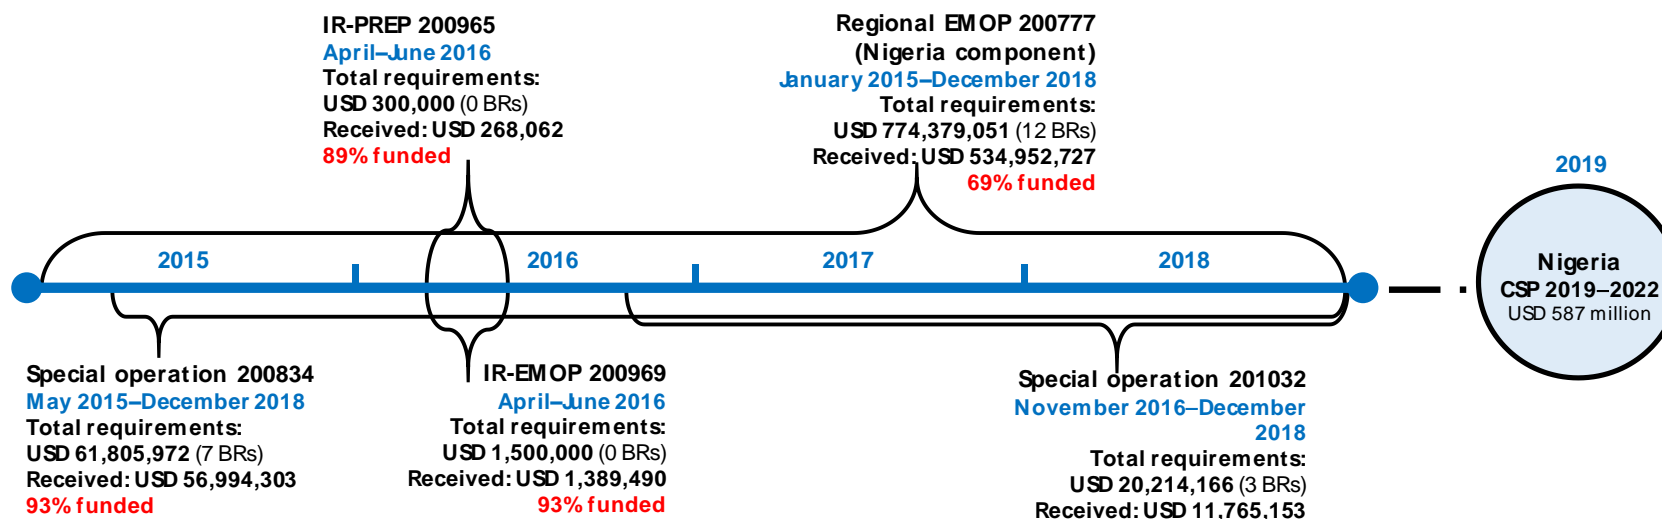 IR-PREP 200965
April–June 2016
Total requirements:
USD 300,000 (0 BRs)
Received: USD 268,062
89% funded
Regional EMOP 200777
(Nigeria component)
January 2015–December 2018
Total requirements:
USD 774,379,051 (12 BRs)
Received: USD 534,952,727
69% funded
2015
2016
2017
2018
2019
Nigeria
CSP 2019–2022
USD 587 million
Special operation 200834
May 2015–December 2018
Total requirements:
USD 61,805,972 (7 BRs)
Received: USD 56,994,303
93% funded
IR-EMOP 200969
April–June 2016
Total requirements:
USD 1,500,000 (0 BRs)
Received: USD 1,389,490
93% funded
Special operation 201032
November 2016–December
2018
Total requirements:
USD 20,214,166 (3 BRs)
Received: USD 11,765,153